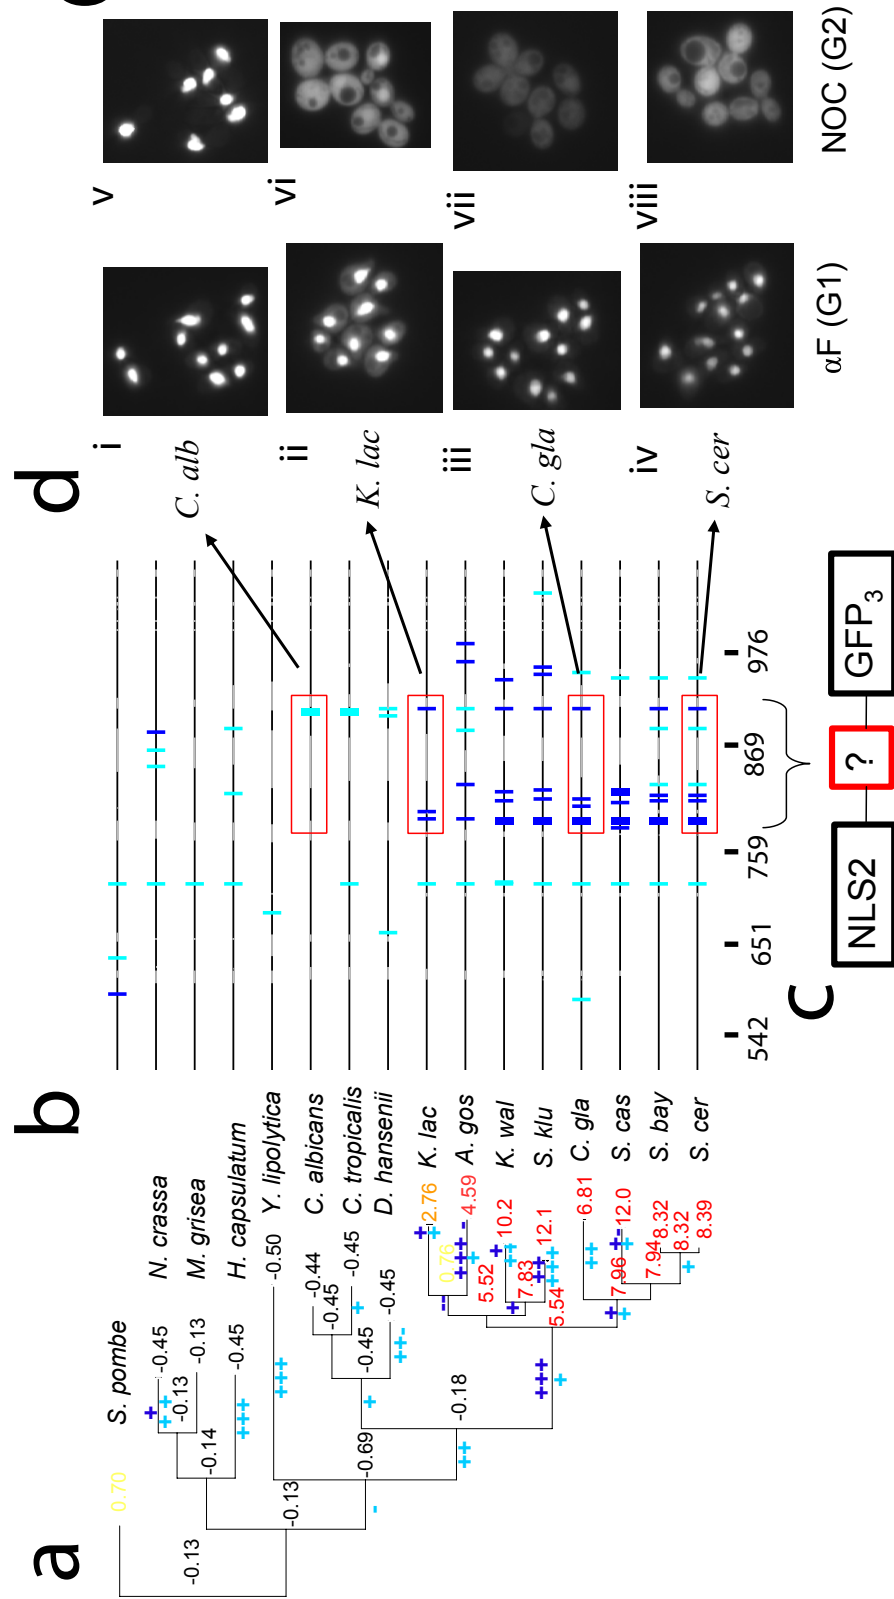 a
S. pombe
0.70
N. crassa
-0.45
M. grisea
-0.13
-0.13
-0.13
H. capsulatum
-0.45
-0.14
Y. lipolytica
-0.50
-0.13
C. albicans
-0.44
-0.45
C. tropicalis
-0.45
-0.45
D. hansenii
-0.45
-0.69
-0.18
K. lac
2.76
0.76
A. gos
4.59
5.52
K. wal
10.2
7.83
S. klu
12.1
5.54
C. gla
6.81
7.96
S. cas
12.0
7.94
S. bay
8.32
8.32
S. cer
8.39
b
542
651
759
869
976
c
NLS2
?
GFP3
d
C. alb
K. lac
C. gla
S. cer
i
ii
iii
iv
v
vi
vii
viii
αF (G1)
NOC (G2)